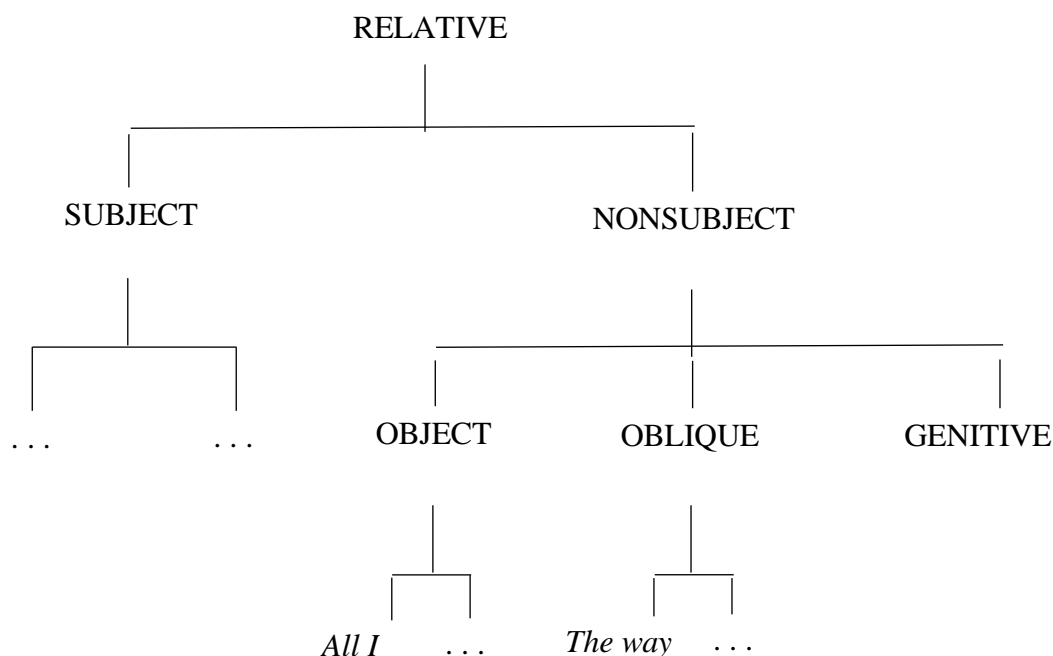 RELATIVE
SUBJECT NONSUBJECT
. . . . . . OBJECT OBLIQUE GENITIVE
All I . . . The way . . .